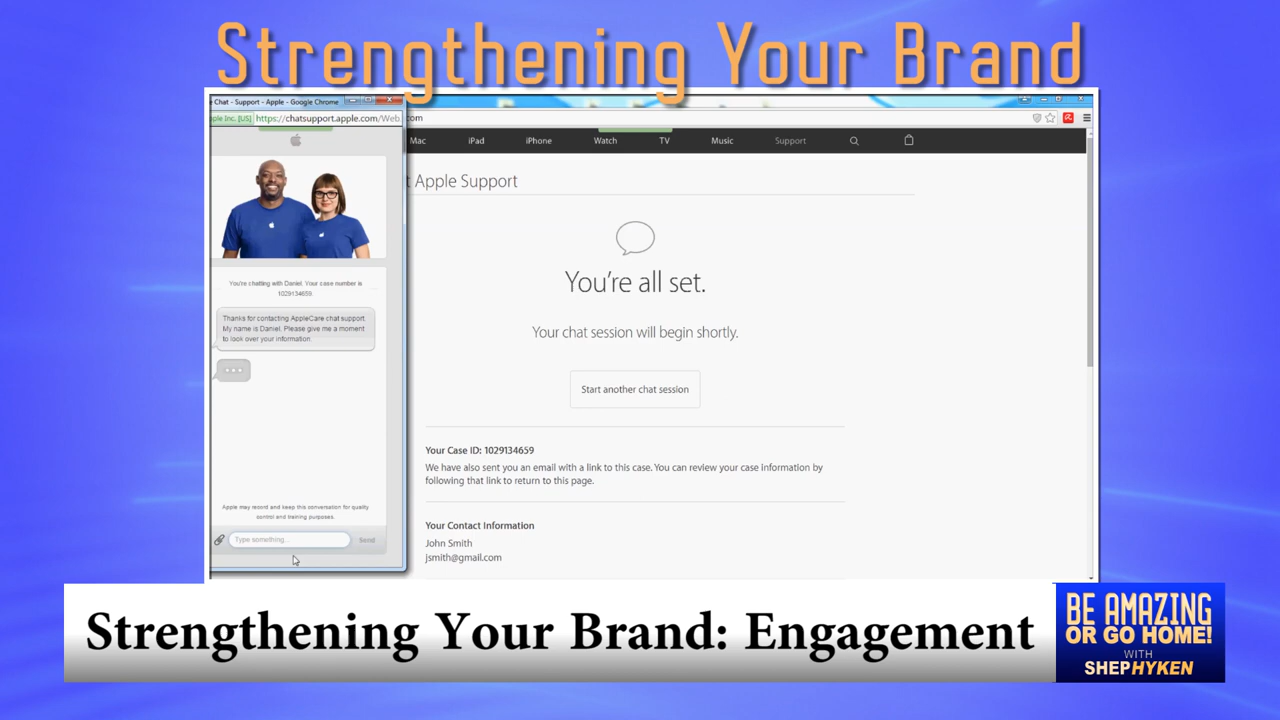 Strengthening Your Brand
e Chat - Support - Apple - Google Chrome
ple Inc. [US] https://chatsupport.apple.com/Web.
com
Mac iPad iPhone Watch TV Music Support
t Apple Support
You're chatting with Daniel. Your case number is
1029134659.
Thanks for contacting AppleCare chat support.
My name is Daniel. Please give me a moment
to look over your information.
Apple may record and keep this conversation for quality
control and training purposes.
Type something... Send
You're all set.
Your chat session will begin shortly.
Start another chat session
Your Case ID: 1029134659
We have also sent you an email with a link to this case. You can review your case information by
following that link to return to this page.
Your Contact Information
John Smith
jsmith@gmail.com
Strengthening Your Brand: Engagement
BE AMAZING
OR GO HOME!
WITH
SHEPHYKEN